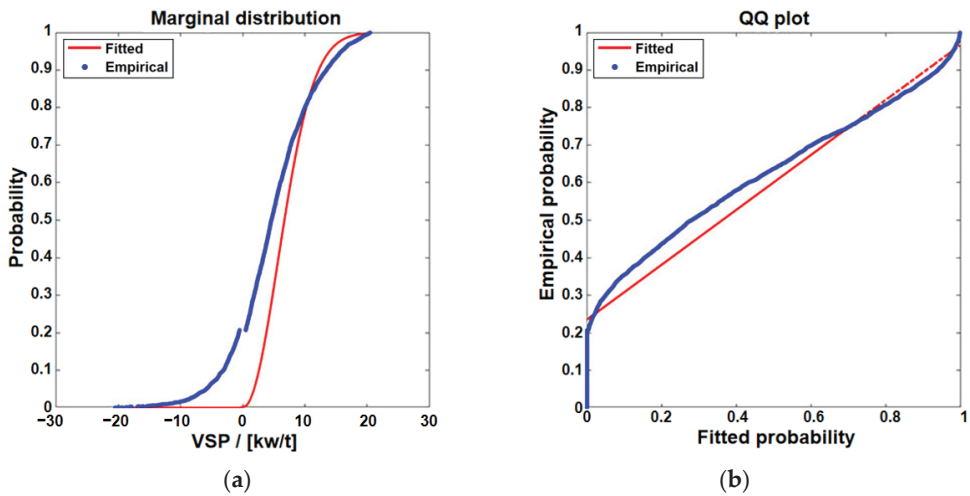 Marginal distribution
Fitted
Empirical
Probability
1
0.9
0.8
0.7
0.6
0.5
0.4
0.3
0.2
0.1
0
−30 −20 −10 0 10 20 30
VSP / [kw/t]
(a)
QQ plot
Fitted
Empirical
Empirical probability
1
0.9
0.8
0.7
0.6
0.5
0.4
0.3
0.2
0.1
0
0 0.2 0.4 0.6 0.8 1
Fitted probability
(b)